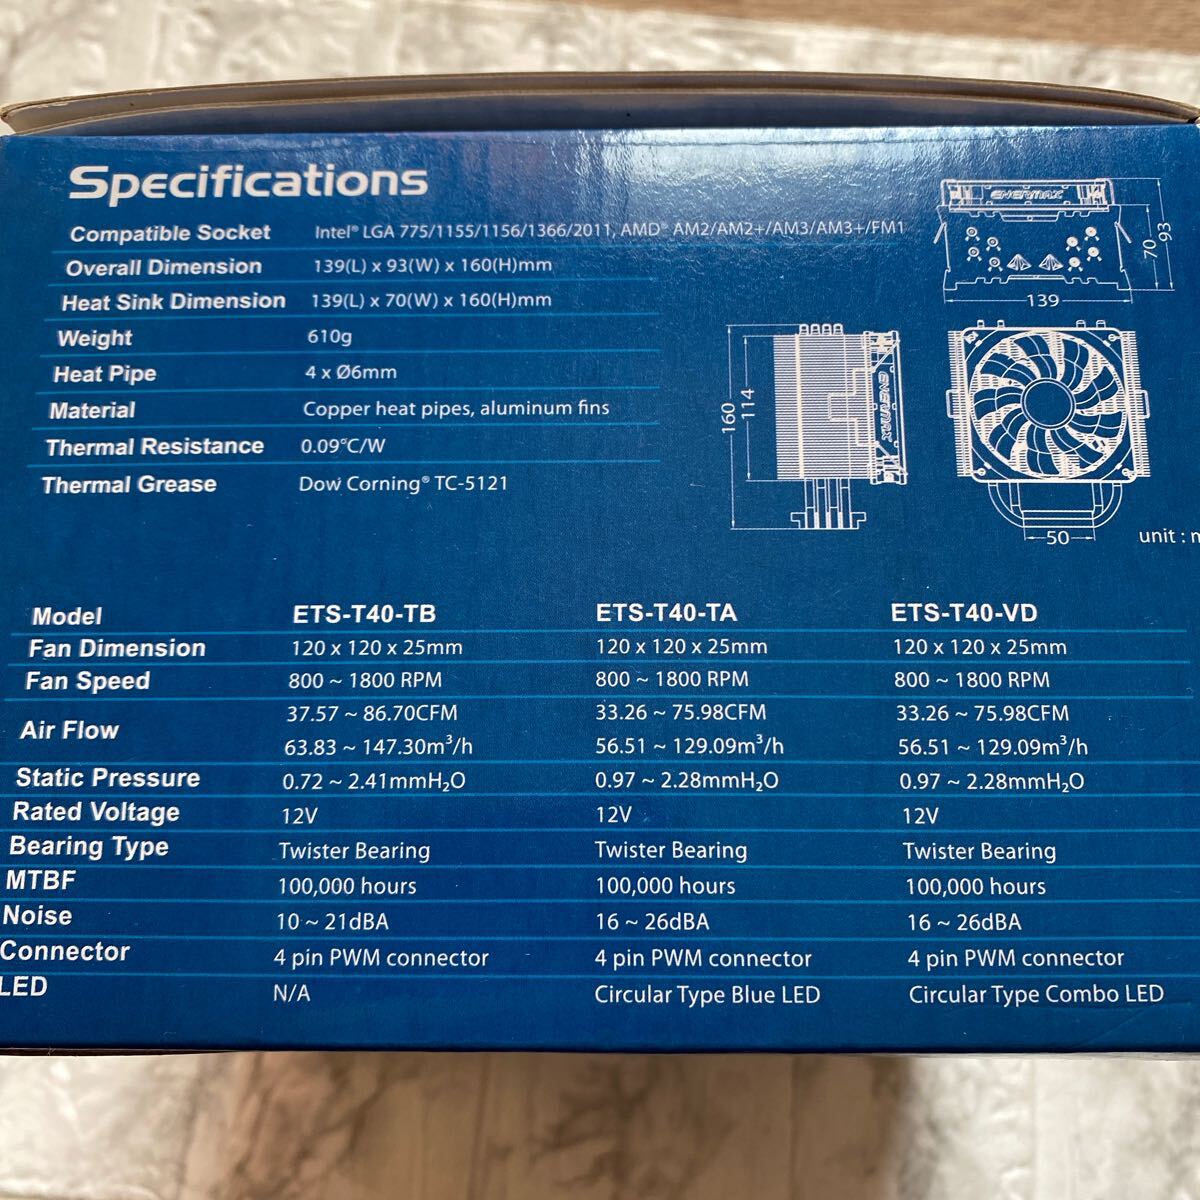 Specifications
Compatible Socket Intel® LGA 775/1155/1156/1366/2011, AMD® AM2/AM2+/AM3/AM3+/FM1
Overall Dimension 139(L) x 93(W) x 160(H)mm
Heat Sink Dimension 139(L) x 70(W) x 160(H)mm
Weight 610g
Heat Pipe 4 x Ø6mm
Material Copper heat pipes, aluminum fins
Thermal Resistance 0.09℃/W
Thermal Grease Dow Corning® TC-5121
ENERMAX
70
93
139
160
114
ENERMAX
50
unit : m
Model ETS-T40-TB ETS-T40-TA ETS-T40-VD
Fan Dimension 120 x 120 x 25mm 120 x 120 x 25mm 120 x 120 x 25mm
Fan Speed 800 ~ 1800 RPM 800 ~ 1800 RPM 800 ~ 1800 RPM
Air Flow 37.57 ~ 86.70CFM 33.26 ~ 75.98CFM 33.26 ~ 75.98CFM
63.83 ~ 147.30m³/h 56.51 ~ 129.09m³/h 56.51 ~ 129.09m³/h
Static Pressure 0.72 ~ 2.41mmH₂O 0.97 ~ 2.28mmH₂O 0.97 ~ 2.28mmH₂O
Rated Voltage 12V 12V 12V
Bearing Type Twister Bearing Twister Bearing Twister Bearing
MTBF 100,000 hours 100,000 hours 100,000 hours
Noise 10 ~ 21dBA 16 ~ 26dBA 16 ~ 26dBA
Connector 4 pin PWM connector 4 pin PWM connector 4 pin PWM connector
LED N/A Circular Type Blue LED Circular Type Combo LED